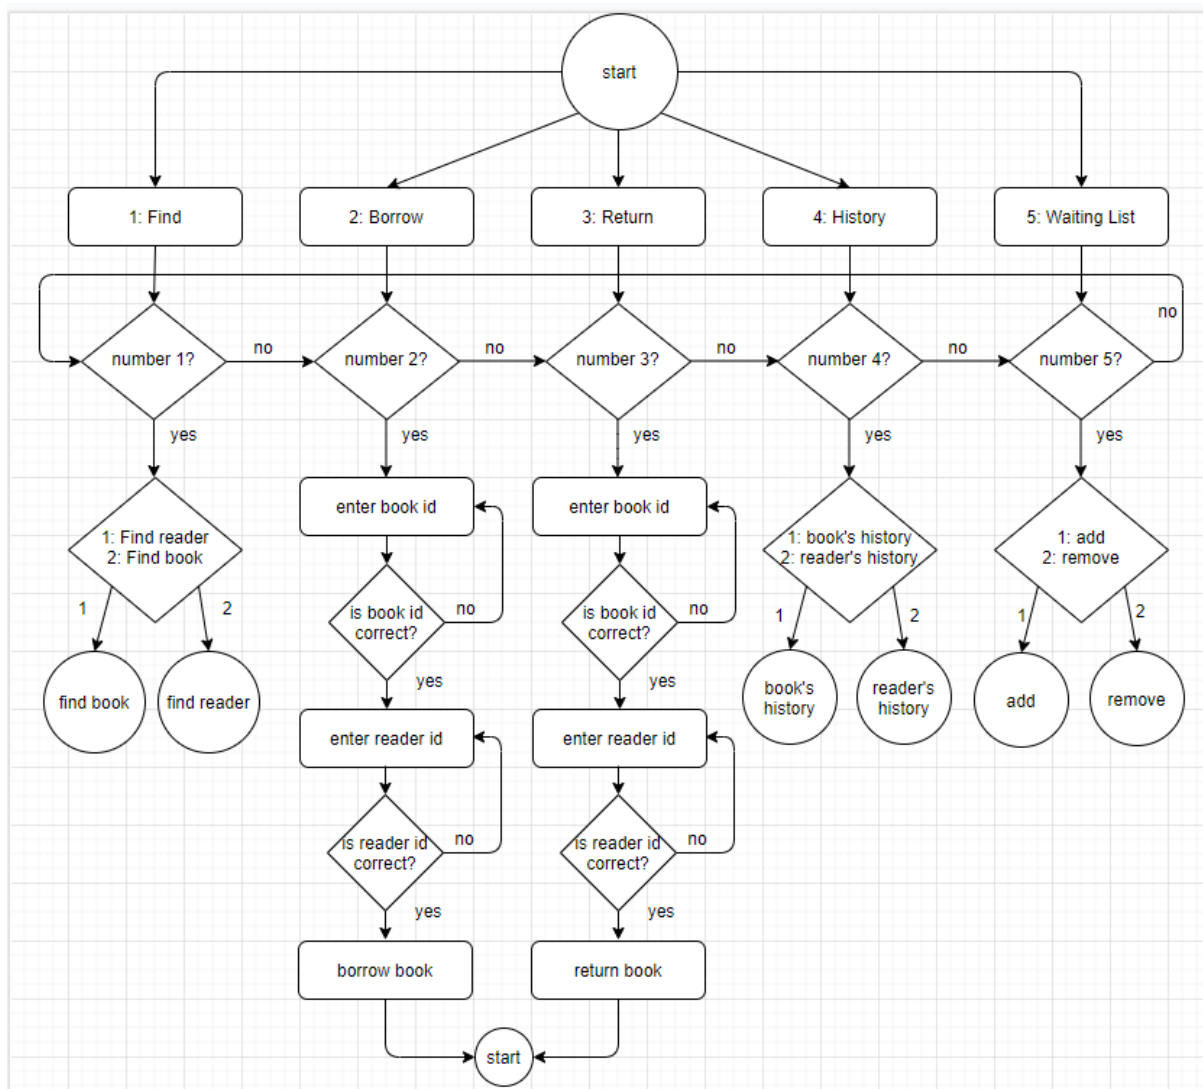 start
1: Find
2: Borrow
3: Return
4: History
5: Waiting List
no
number 1?
no
number 2?
no
number 3?
no
number 4?
no
number 5?
yes
yes
yes
yes
yes
enter book id
enter book id
1: Find reader
2: Find book
1: book's history
2: reader's history
1: add
2: remove
1
2
is book id
correct?
no
is book id
correct?
no
1
2
1
2
find book
find reader
yes
yes
book's
history
reader's
history
add
remove
enter reader id
enter reader id
is reader id
correct?
no
is reader id
correct?
no
yes
yes
borrow book
return book
start